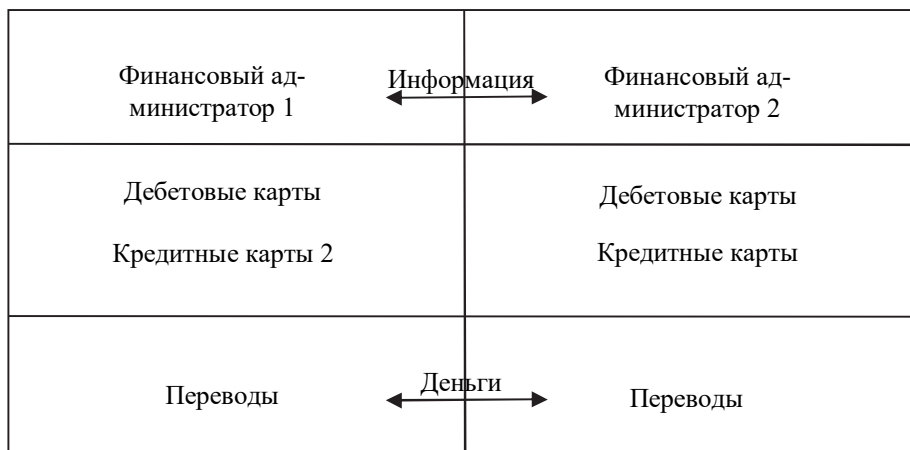 Финансовый ад-
министратор 1
Информация
Финансовый ад-
министратор 2
Дебетовые карты
Кредитные карты 2
Дебетовые карты
Кредитные карты
Переводы
Деньги
Переводы